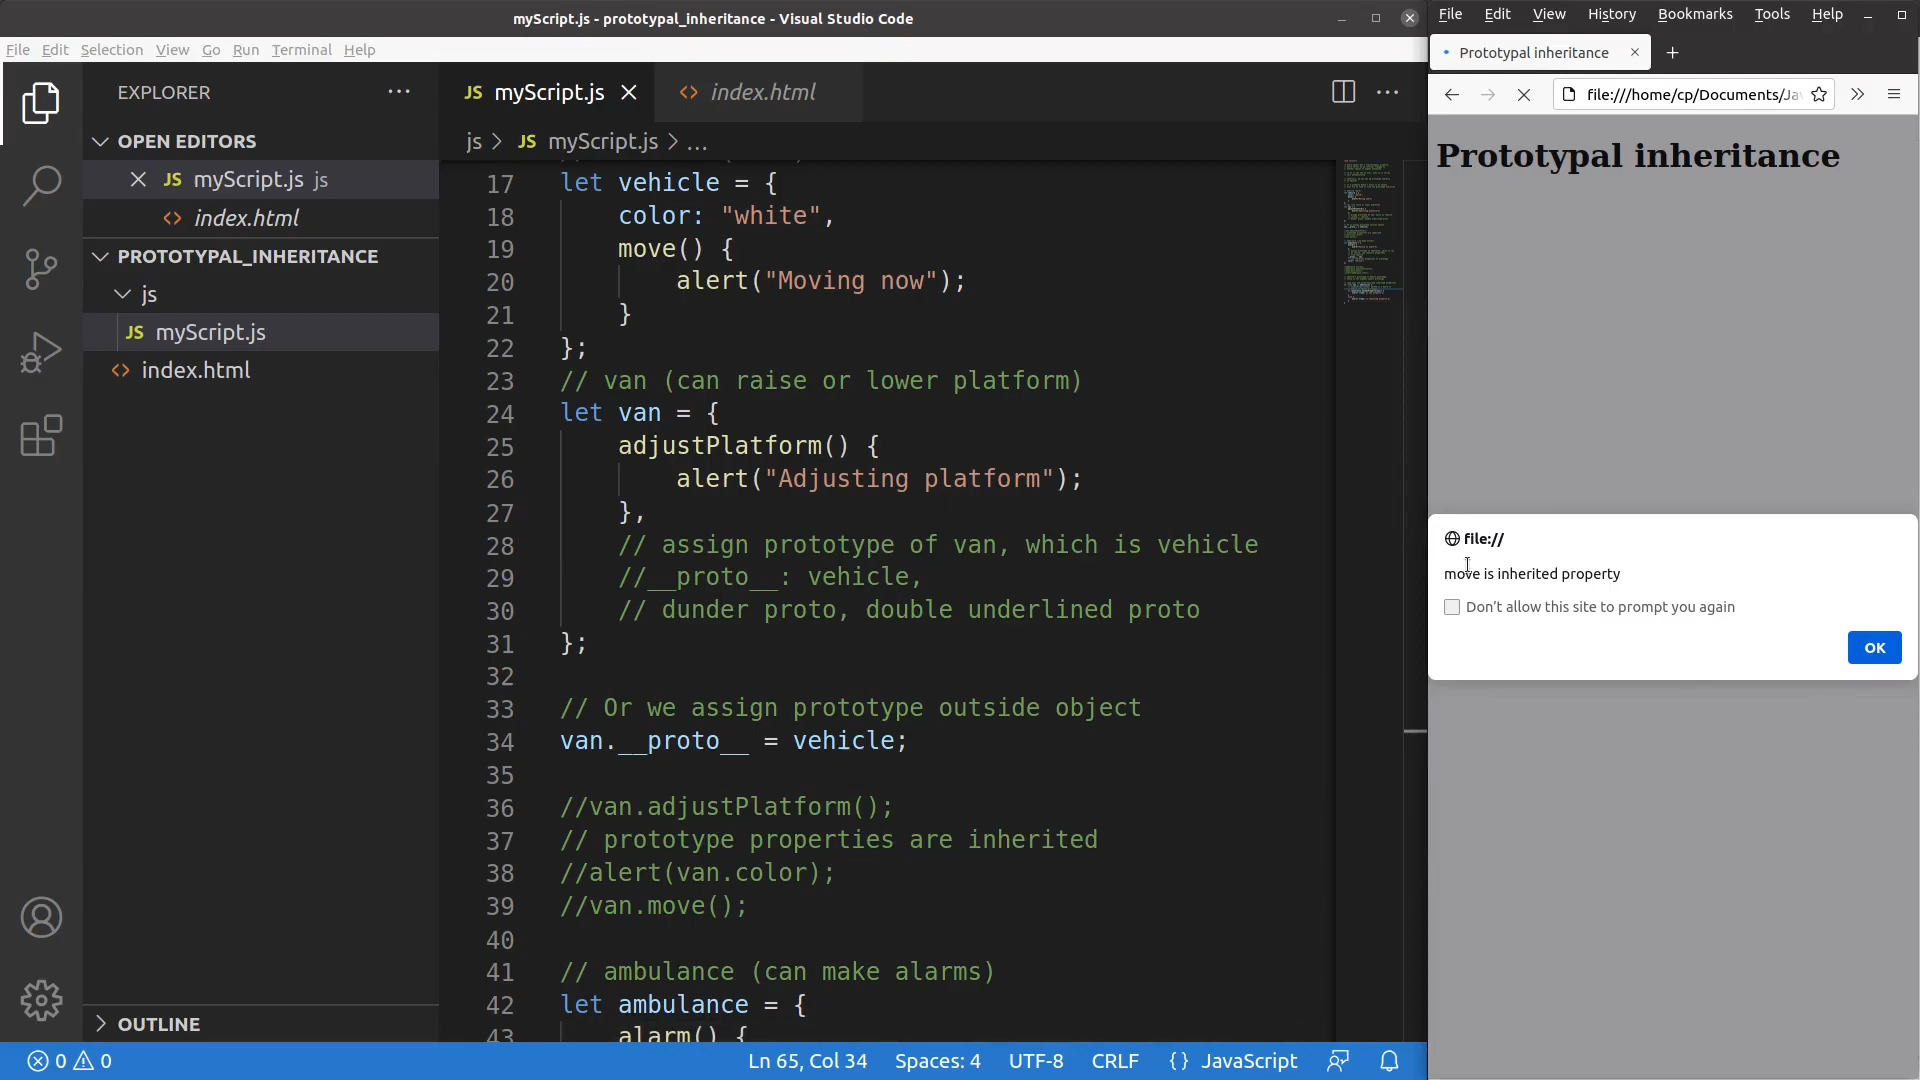 myScript.js - prototypal_inheritance - Visual Studio Code
File Edit Selection View Go Run Terminal Help
EXPLORER
OPEN EDITORS
JS myScript.js js
<> index.html
PROTOTYPAL_INHERITANCE
js
JS myScript.js
<> index.html
OUTLINE
JS myScript.js
<> index.html
js > JS myScript.js > ...
17 let vehicle = {
18 color: "white",
19 move() {
20 alert("Moving now");
21 }
22 };
23 // van (can raise or lower platform)
24 let van = {
25 adjustPlatform() {
26 alert("Adjusting platform");
27 },
28 // assign prototype of van, which is vehicle
29 //__proto__: vehicle,
30 // dunder proto, double underlined proto
31 };
32
33 // Or we assign prototype outside object
34 van.__proto__ = vehicle;
35
36 //van.adjustPlatform();
37 // prototype properties are inherited
38 //alert(van.color);
39 //van.move();
40
41 // ambulance (can make alarms)
42 let ambulance = {
43 alarm() {
0 0
Ln 65, Col 34 Spaces: 4 UTF-8 CRLF {} JavaScript
File Edit View History Bookmarks Tools Help
Prototypal inheritance
file:///home/cp/Documents/Ja
Prototypal inheritance
file://
move is inherited property
Don't allow this site to prompt you again
OK